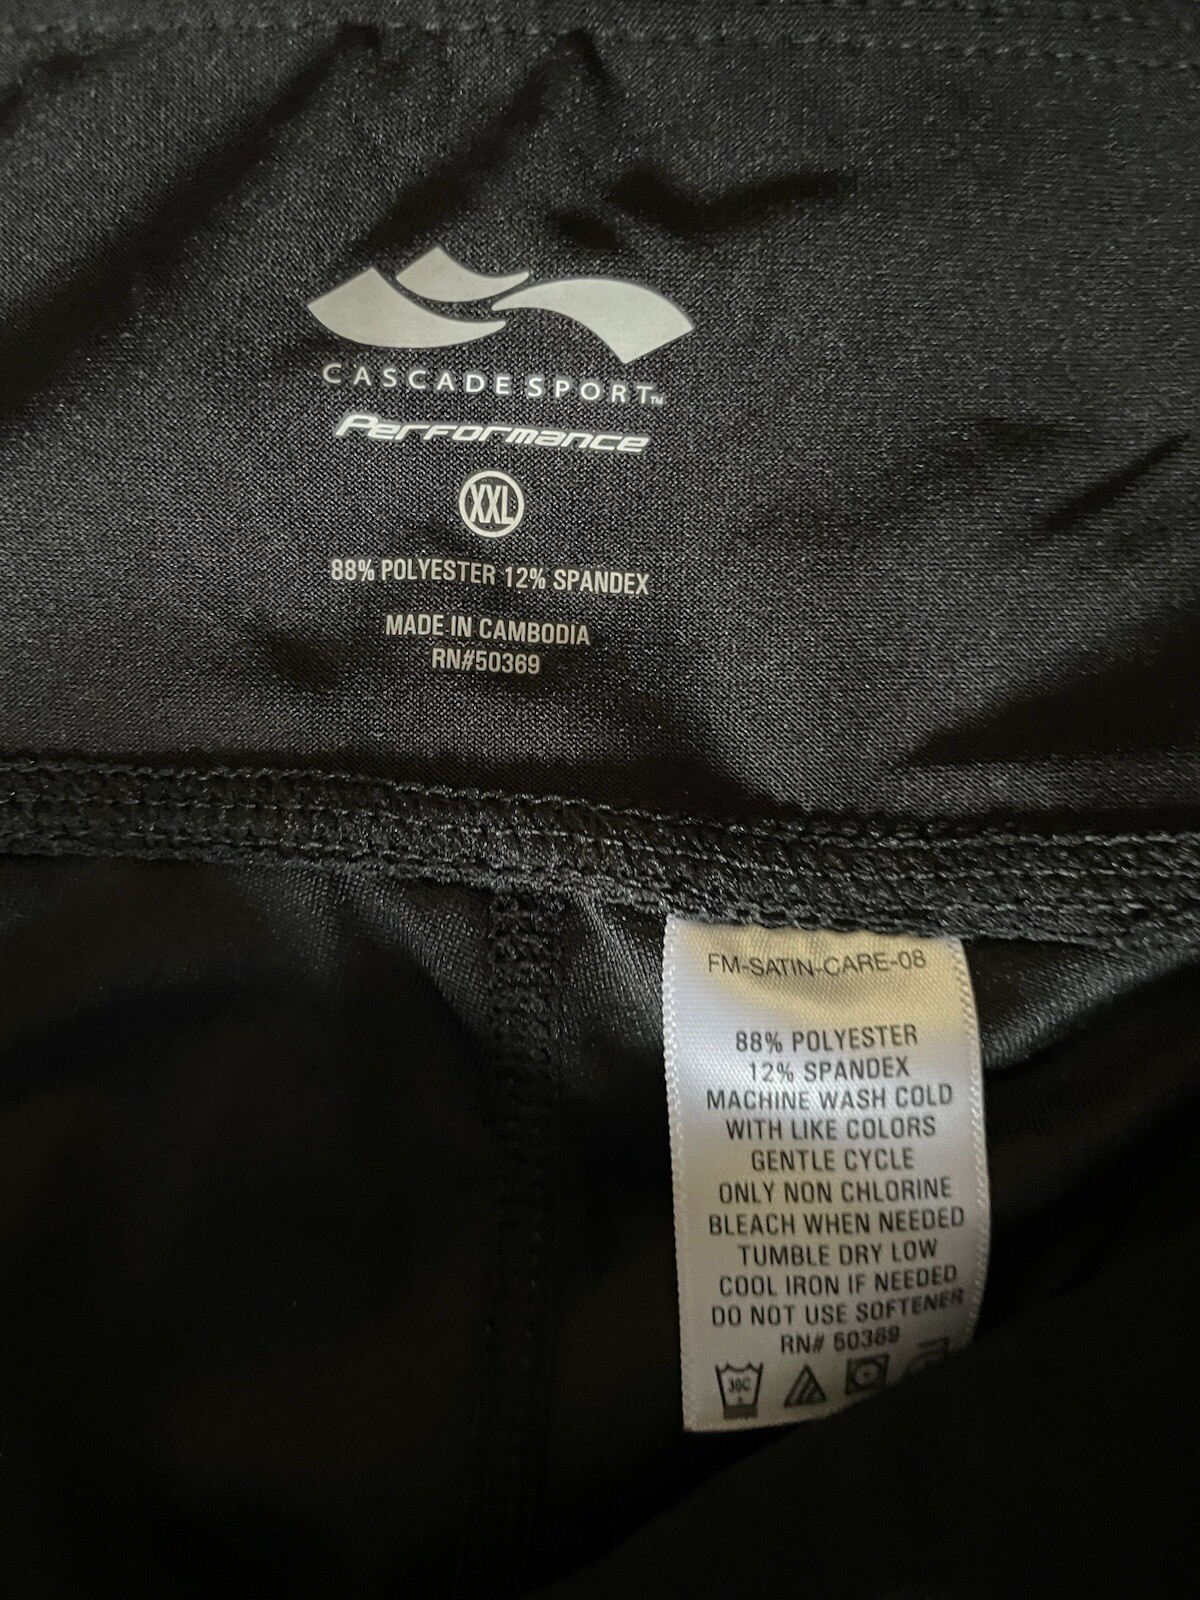 CASCADE SPORT™
Performance
XXL
88% POLYESTER 12% SPANDEX
MADE IN CAMBODIA
RN#50369
FM-SATIN-CARE-08
88% POLYESTER
12% SPANDEX
MACHINE WASH COLD
WITH LIKE COLORS
GENTLE CYCLE
ONLY NON CHLORINE
BLEACH WHEN NEEDED
TUMBLE DRY LOW
COOL IRON IF NEEDED
DO NOT USE SOFTENER
RN# 50369
30C